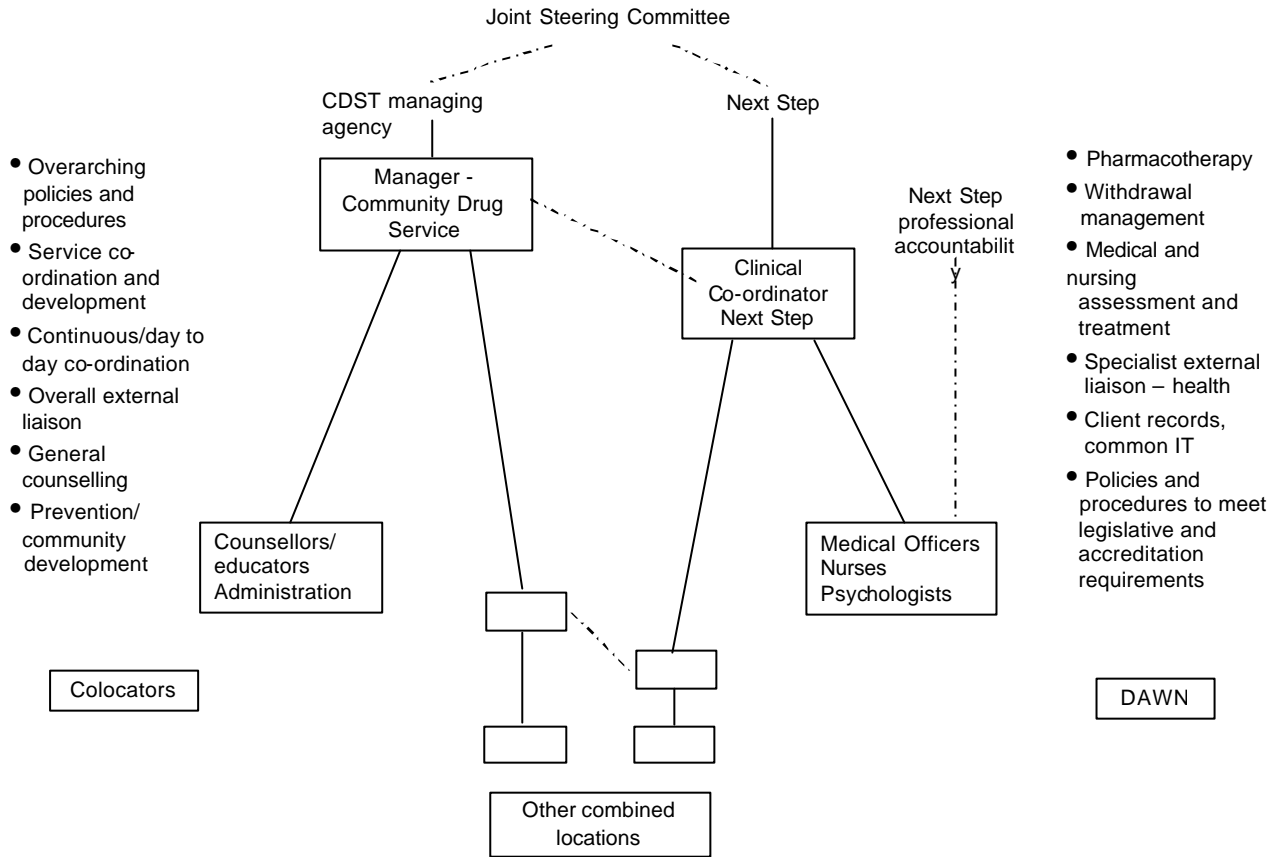 Joint Steering Committee
CDST managing
agency
Next Step
• Overarching
policies and
procedures
• Service co-
ordination and
development
• Continuous/day to
day co-ordination
• Overall external
liaison
• General
counselling
• Prevention/
community
development
Manager -
Community Drug
Service
Clinical
Co-ordinator
Next Step
Next Step
professional
accountabilit
y
• Pharmacotherapy
• Withdrawal
management
• Medical and
nursing
assessment and
treatment
• Specialist external
liaison – health
• Client records,
common IT
• Policies and
procedures to meet
legislative and
accreditation
requirements
Counsellors/
educators
Administration
Medical Officers
Nurses
Psychologists
Colocators
DAWN
Other combined
locations